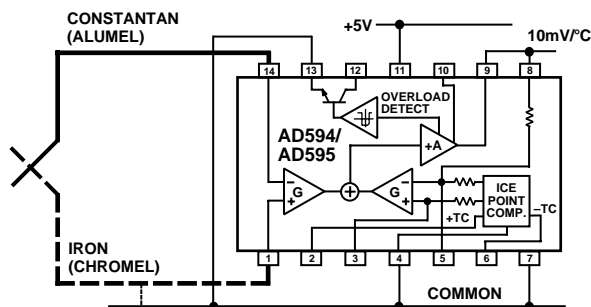 CONSTANTAN
(ALUMEL)
+5V
10mV/°C
14
13
12
11
10
9
8
OVERLOAD
DETECT
AD594/
AD595
+A
–
+
G
–
+
G
ICE
POINT
COMP.
–TC
+TC
IRON
(CHROMEL)
1
2
3
4
5
6
7
COMMON